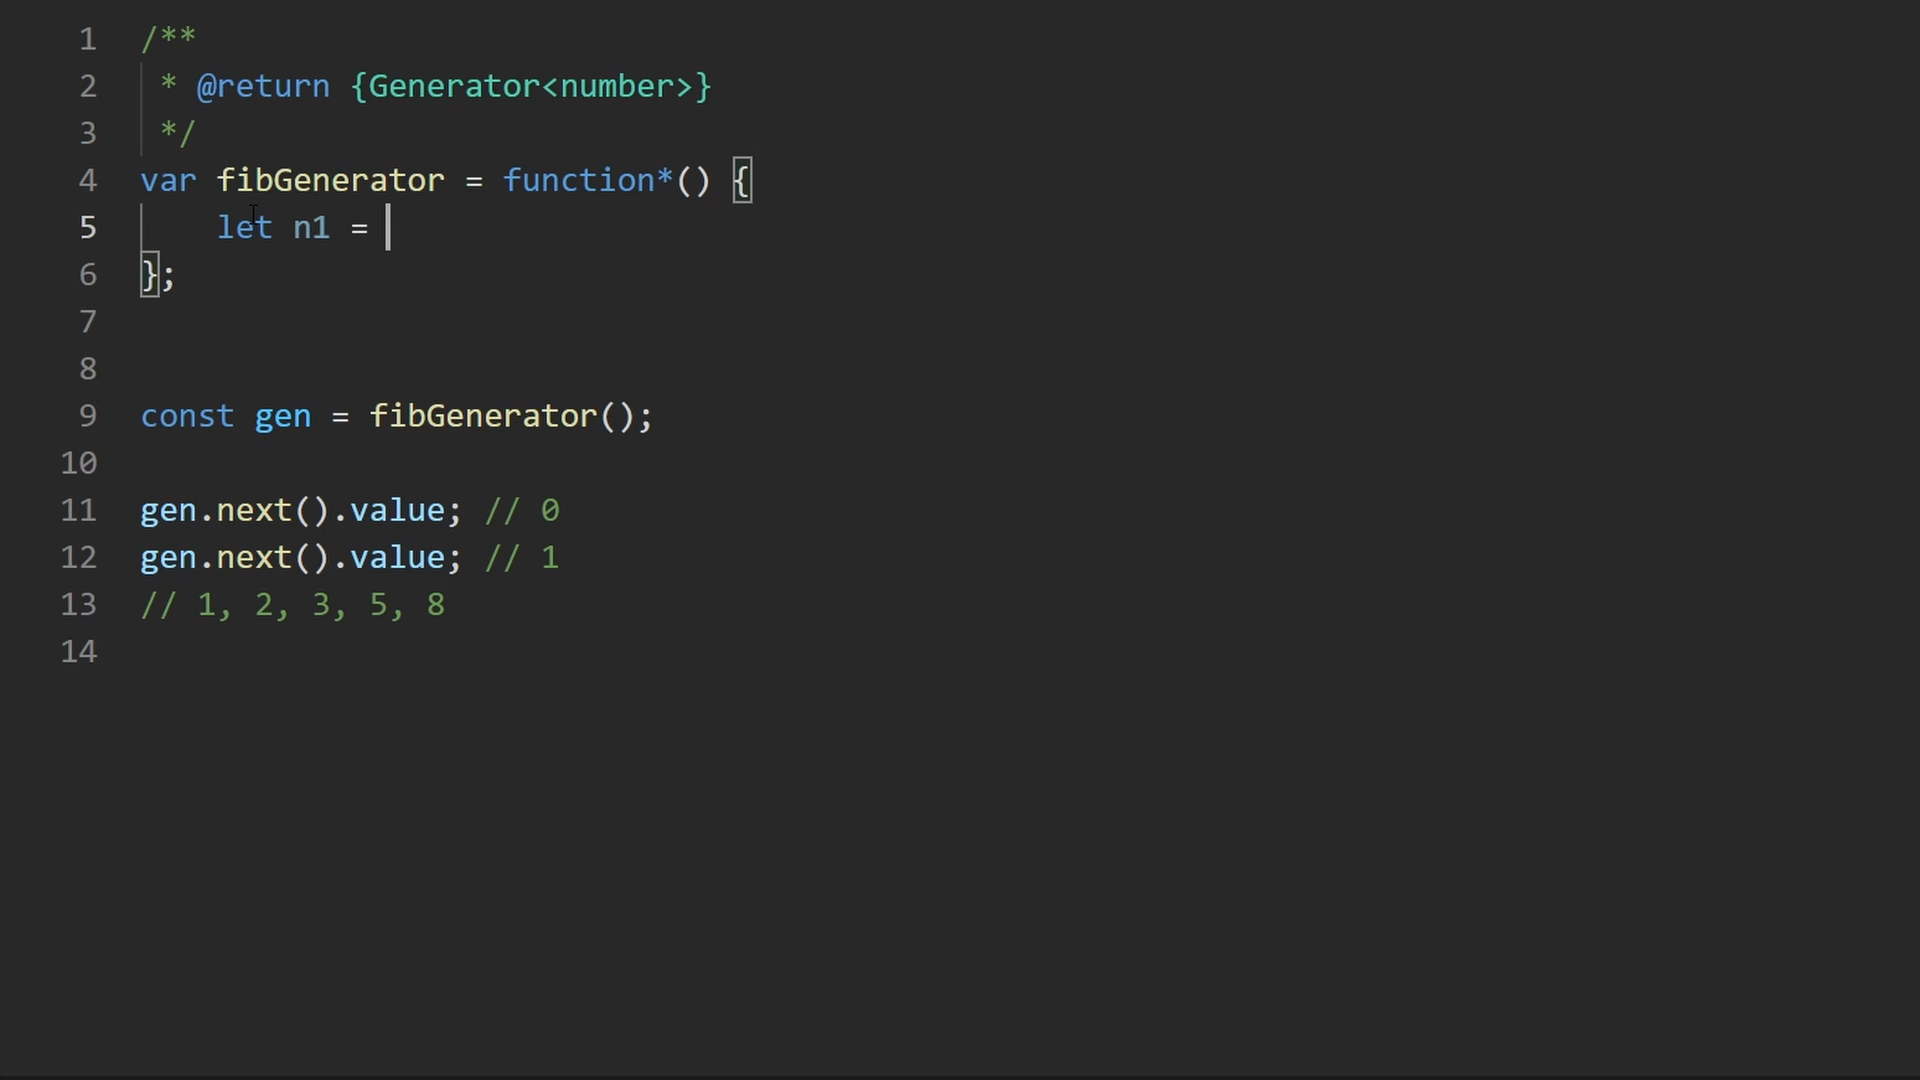 1 /**
2  * @return {Generator<number>}
3  */
4 var fibGenerator = function*() {
5     let n1 =
6 };
7
8
9 const gen = fibGenerator();
10
11 gen.next().value; // 0
12 gen.next().value; // 1
13 // 1, 2, 3, 5, 8
14